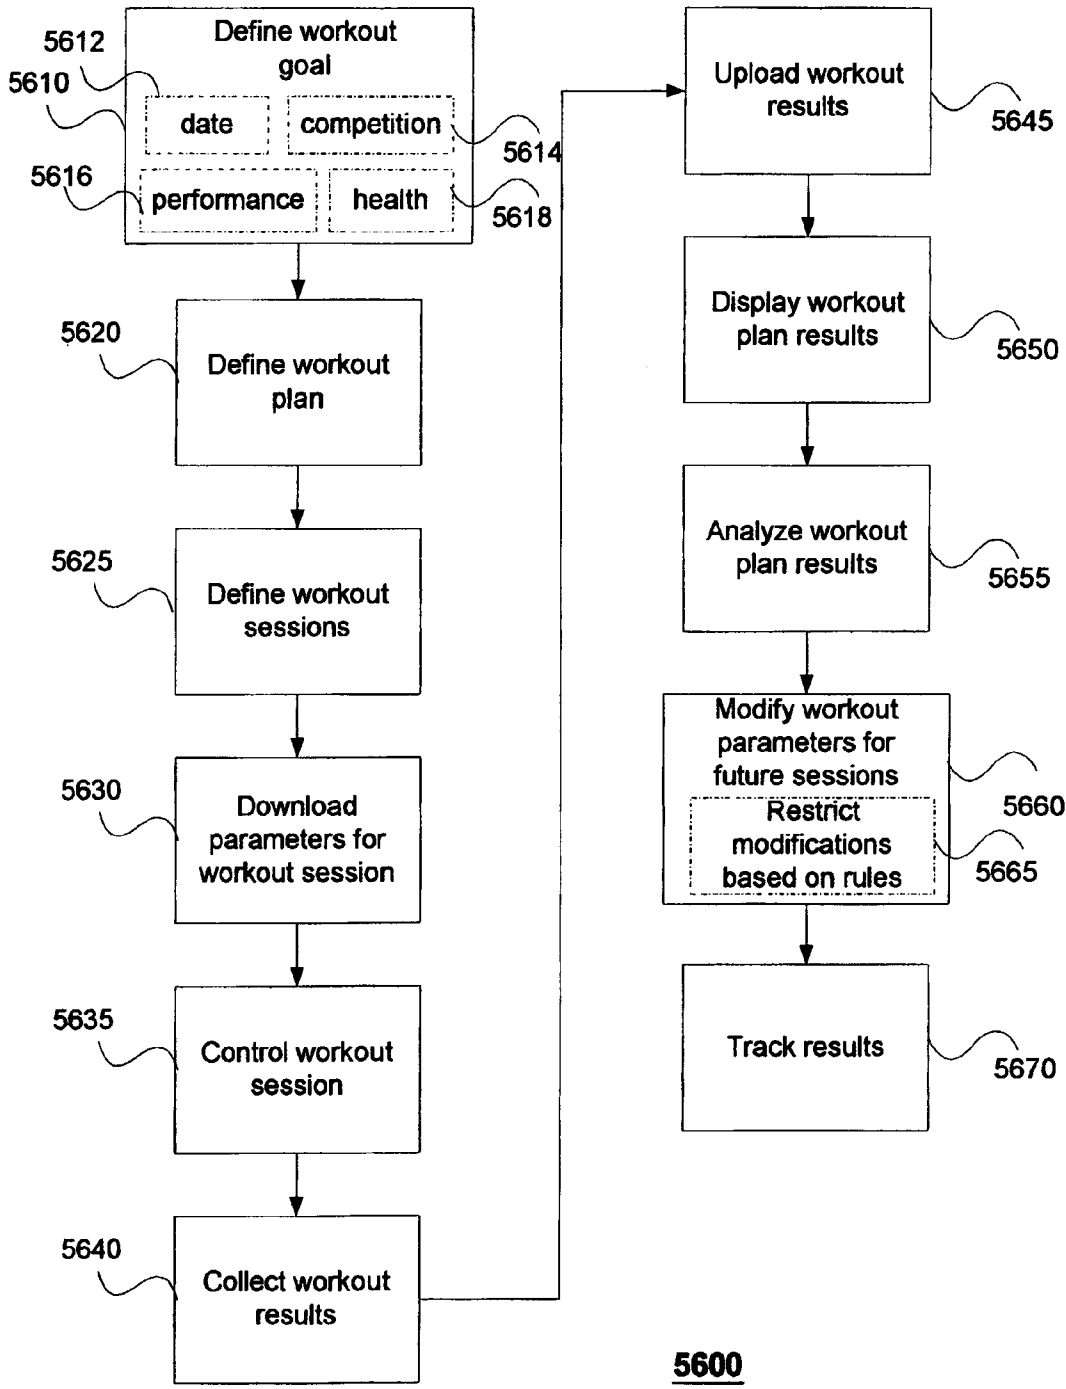 Define workout
goal
5612
5610
date
competition
5614
5616
performance
health
5618
5620
Define workout
plan
5625
Define workout
sessions
5630
Download
parameters for
workout session
5635
Control workout
session
5640
Collect workout
results
Upload workout
results
5645
Display workout
plan results
5650
Analyze workout
plan results
5655
Modify workout
parameters for
future sessions
5660
Restrict
modifications
based on rules
5665
Track results
5670
5600